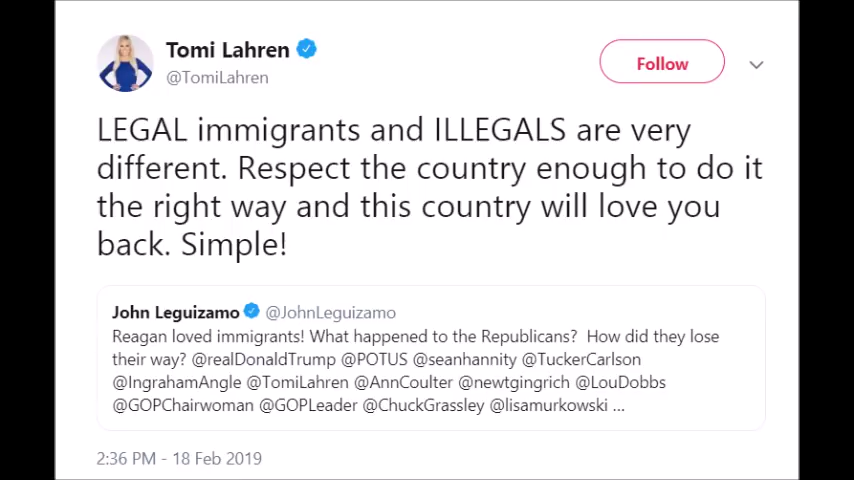 Tomi Lahren
@TomiLahren
Follow
LEGAL immigrants and ILLEGALS are very
different. Respect the country enough to do it
the right way and this country will love you
back. Simple!
John Leguizamo @JohnLeguizamo
Reagan loved immigrants! What happened to the Republicans? How did they lose
their way? @realDonaldTrump @POTUS @seanhannity @TuckerCarlson
@IngrahamAngle @TomiLahren @AnnCoulter @newtgingrich @LouDobbs
@GOPChairwoman @GOPLeader @ChuckGrassley @lisamurkowski ...
2:36 PM - 18 Feb 2019